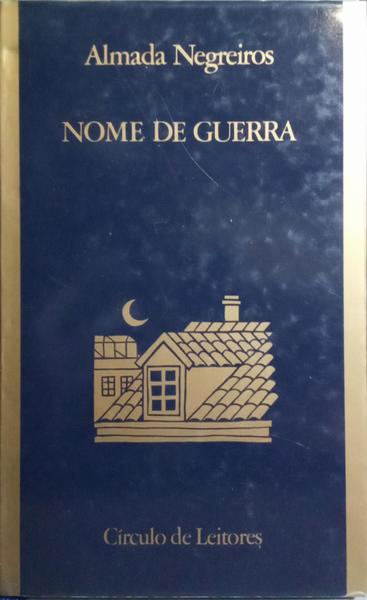 Almada Negreiros
NOME DE GUERRA
Círculo de Leitores